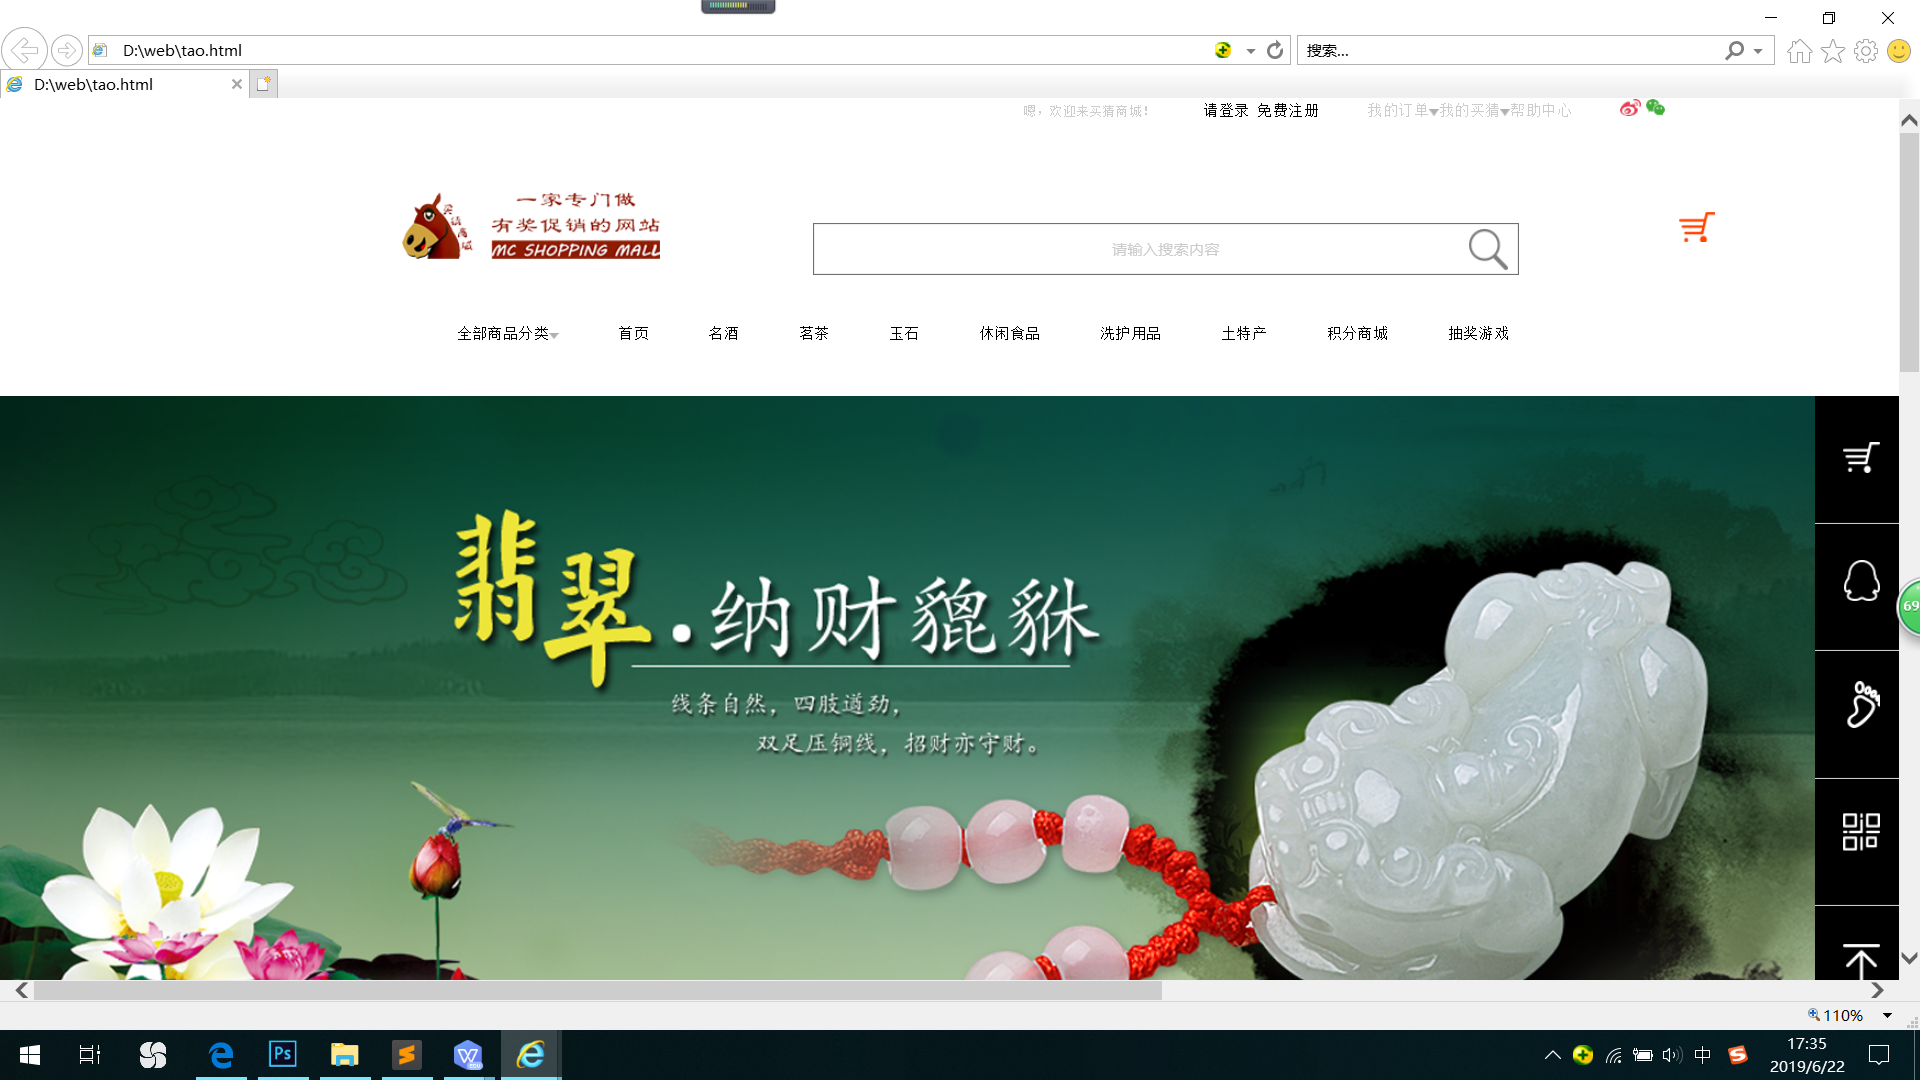 D:\web\tao.html
搜索...
D:\web\tao.html
嗯，欢迎来买猜商城！
请登录 免费注册
我的订单 我的买猜 帮助中心
买猜商城
一家专门做
有奖促销的网站
MC SHOPPING MALL
请输入搜索内容
全部商品分类 首页 名酒 茗茶 玉石 休闲食品 洗护用品 土特产 积分商城 抽奖游戏
翡翠·纳财貔貅
线条自然，四肢遒劲，
双足压铜线，招财亦守财。
69
110%
Ps
中
17:35
2019/6/22